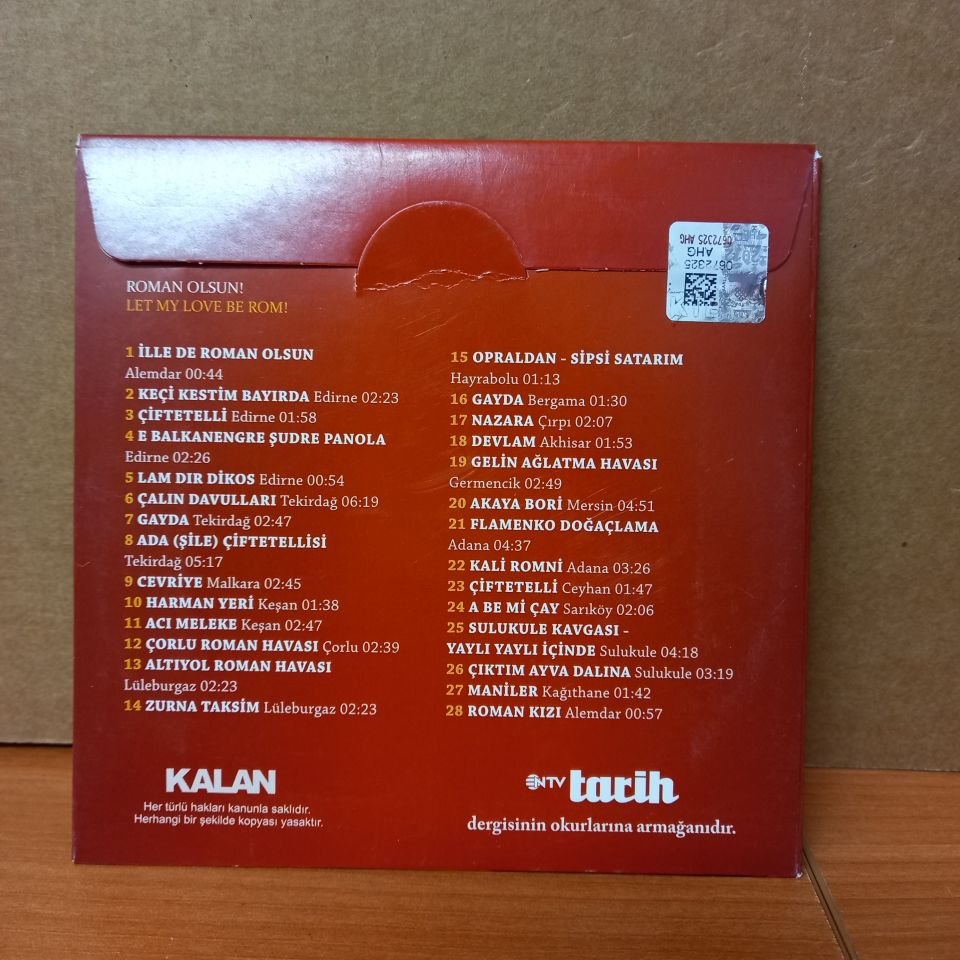 0672325 AHG
AHG
0672325
ROMAN OLSUN!
LET MY LOVE BE ROM!
1 İLLE DE ROMAN OLSUN
Alemdar 00:44
2 KEÇİ KESTİM BAYIRDA Edirne 02:23
3 ÇİFTETELLİ Edirne 01:58
4 E BALKANENGRE ŞUDRE PANOLA
Edirne 02:26
5 LAM DIR DİKOS Edirne 00:54
6 ÇALIN DAVULLARI Tekirdağ 06:19
7 GAYDA Tekirdağ 02:47
8 ADA (ŞİLE) ÇİFTETELLİSİ
Tekirdağ 05:17
9 CEVRİYE Malkara 02:45
10 HARMAN YERİ Keşan 01:38
11 ACI MELEKE Keşan 02:47
12 ÇORLU ROMAN HAVASI Çorlu 02:39
13 ALTIYOL ROMAN HAVASI
Lüleburgaz 02:23
14 ZURNA TAKSİM Lüleburgaz 02:23
15 OPRALDAN - SİPSİ SATARIM
Hayrabolu 01:13
16 GAYDA Bergama 01:30
17 NAZARA Çırpı 02:07
18 DEVLAM Akhisar 01:53
19 GELİN AĞLATMA HAVASI
Germencik 02:49
20 AKAYA BORİ Mersin 04:51
21 FLAMENKO DOĞAÇLAMA
Adana 04:37
22 KALI ROMNİ Adana 03:26
23 ÇİFTETELLİ Ceyhan 01:47
24 A BE Mİ ÇAY Sarıköy 02:06
25 SULUKULE KAVGASI -
YAYLI YAYLI İÇİNDE Sulukule 04:18
26 ÇIKTIM AYVA DALINA Sulukule 03:19
27 MANİLER Kağıthane 01:42
28 ROMAN KIZI Alemdar 00:57
KALAN
Her türlü hakları kanunla saklıdır.
Herhangi bir şekilde kopyası yasaktır.
NTV tarih
dergisinin okurlarına armağanıdır.